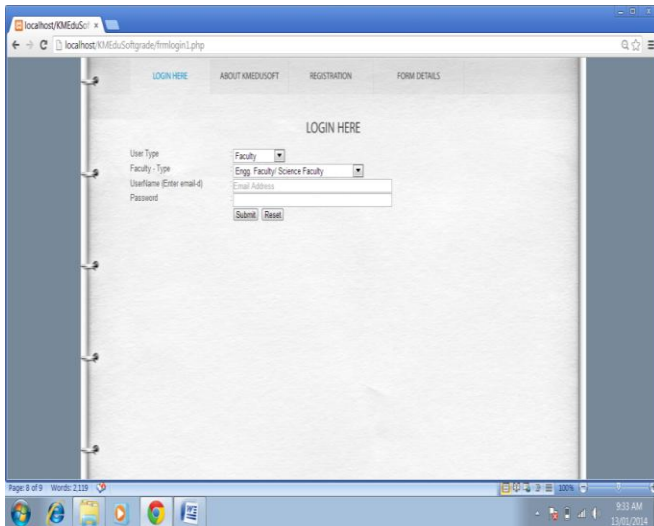 localhost/KMEduSof
localhost/KMEduSoftgrade/frmlogin1.php
LOGIN HERE ABOUT KMEDUSOFT REGISTRATION FORM DETAILS
LOGIN HERE
User Type Faculty
Faculty - Type Engg. Faculty/ Science Faculty
UserName (Enter email-d) Email Address
Password
Submit Reset
Page: 8 of 9 Words: 2,119 100%
9:33 AM
13/01/2014